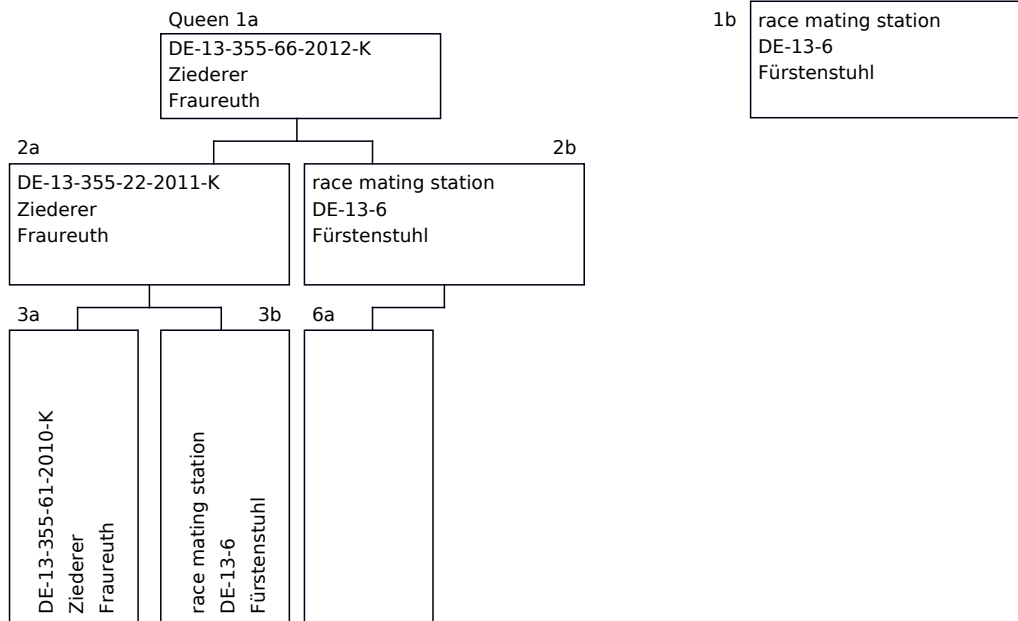 Queen 1a
DE-13-355-66-2012-K
Ziederer
Fraureuth
1b
race mating station
DE-13-6
Fürstenstuhl
2a
DE-13-355-22-2011-K
Ziederer
Fraureuth
2b
race mating station
DE-13-6
Fürstenstuhl
3a
DE-13-355-61-2010-K
Ziederer
Fraureuth
3b
race mating station
DE-13-6
Fürstenstuhl
6a